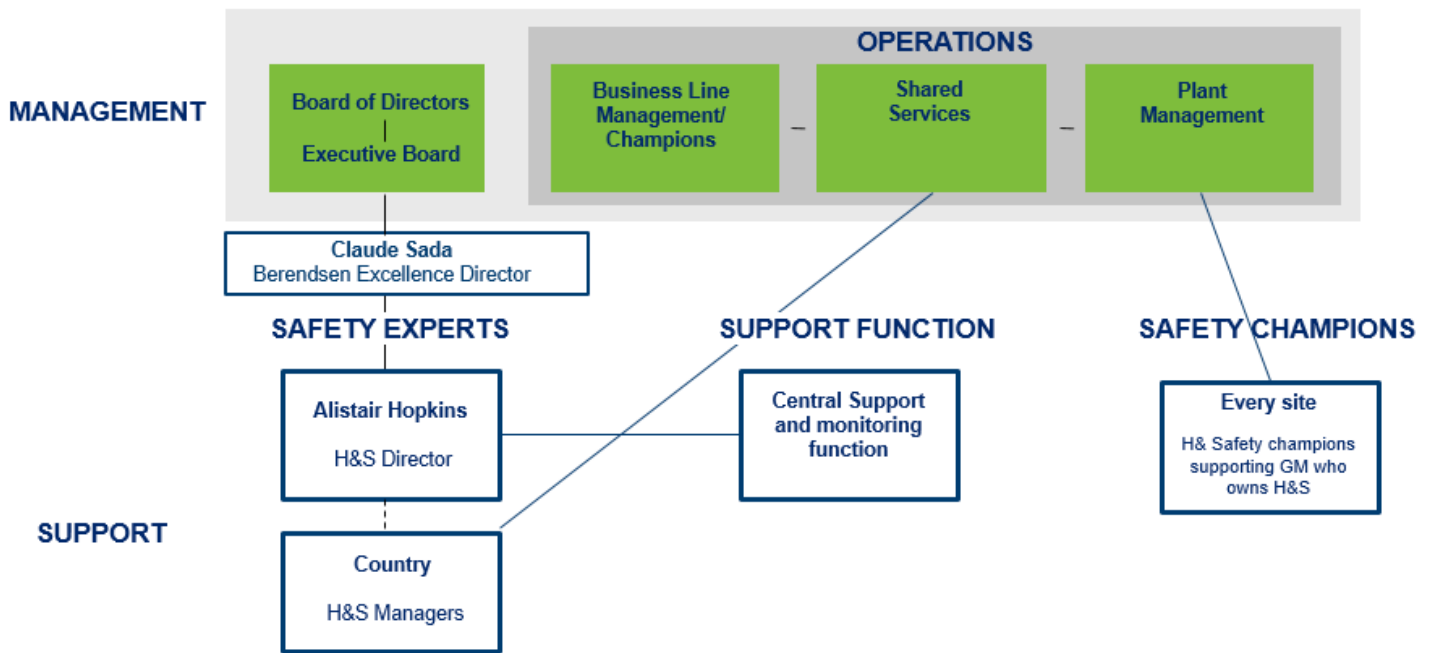 OPERATIONS
MANAGEMENT
Board of Directors
Executive Board
Business Line
Management/
Champions
Shared
Services
Plant
Management
Claude Sada
Berendsen Excellence Director
SAFETY EXPERTS
SUPPORT FUNCTION
SAFETY CHAMPIONS
Alistair Hopkins
H&S Director
Central Support
and monitoring
function
Every site
H& Safety champions
supporting GM who
owns H&S
SUPPORT
Country
H&S Managers